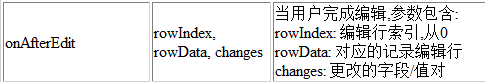 onAfterEdit
rowIndex,
rowData, changes
当用户完成编辑,参数包含:
rowIndex: 编辑行索引,从0
rowData: 对应的记录编辑行
changes: 更改的字段/值对